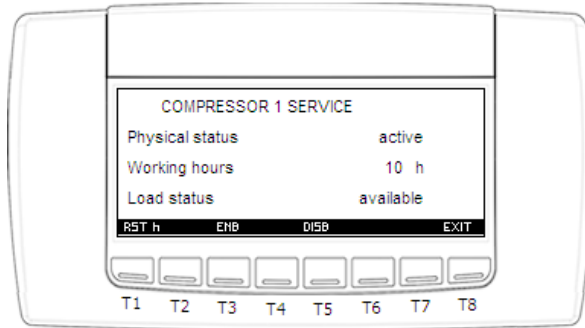 COMPRESSOR 1 SERVICE
Physical status active
Working hours 10 h
Load status available
RST h ENB DISB EXIT
T1 T2 T3 T4 T5 T6 T7 T8